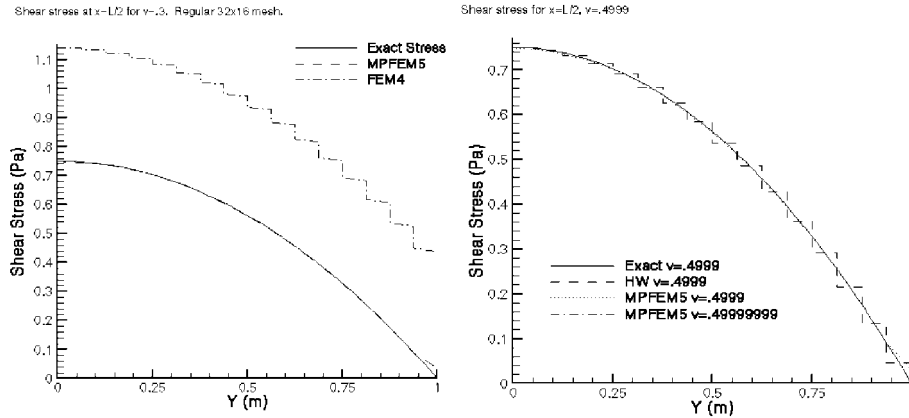 Shear stress at x=L/2 for v=.3. Regular 32x16 mesh.
Exact Stress
MPFEM5
FEM4
1.1
1
0.9
0.8
0.7
0.6
0.5
0.4
0.3
0.2
0.1
0
Shear Stress (Pa)
0
0.25
0.5
0.75
1
Y (m)
Shear stress for x=L/2, v=.4999
0.7
0.6
0.5
0.4
0.3
0.2
0.1
0
Shear Stress (Pa)
Exact v=.4999
HW v=.4999
MPFEM5 v=.4999
MPFEM5 v=.49999999
0
0.25
0.5
0.75
Y (m)